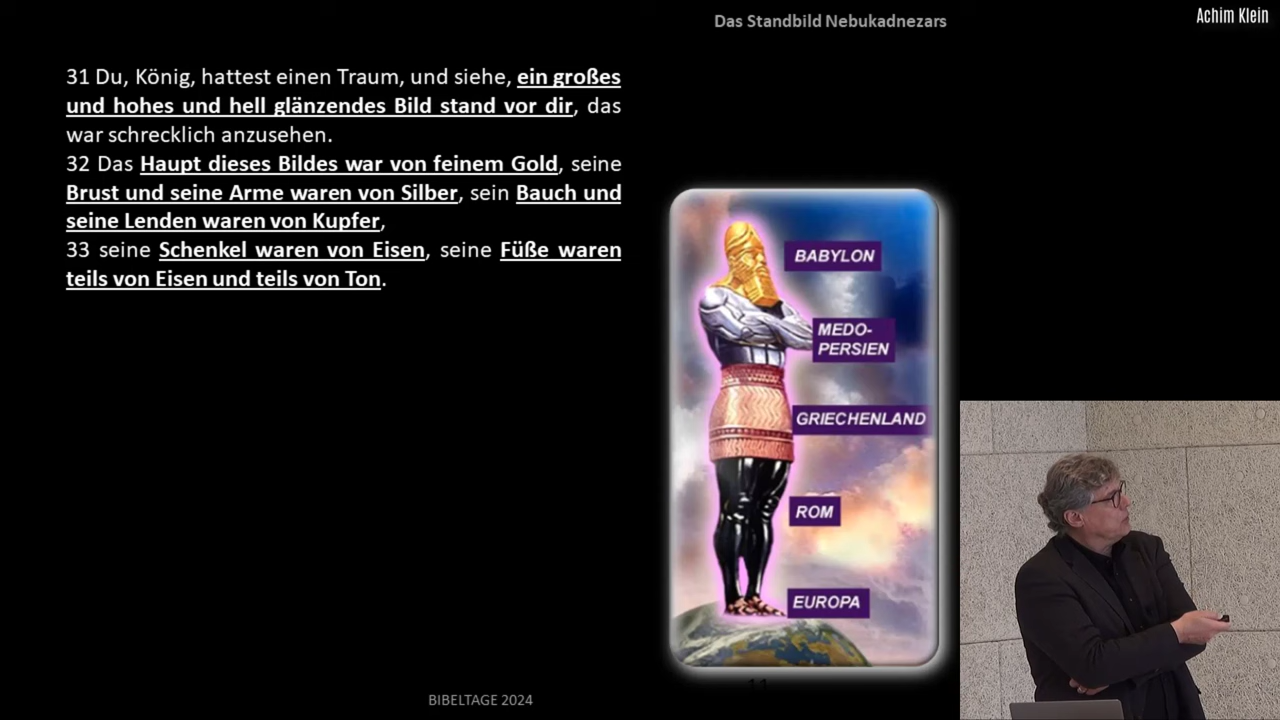 Das Standbild Nebukadnezars
Achim Klein
31 Du, König, hattest einen Traum, und siehe, ein großes
und hohes und hell glänzendes Bild stand vor dir, das
war schrecklich anzusehen.
32 Das Haupt dieses Bildes war von feinem Gold, seine
Brust und seine Arme waren von Silber, sein Bauch und
seine Lenden waren von Kupfer,
33 seine Schenkel waren von Eisen, seine Füße waren
teils von Eisen und teils von Ton.
BABYLON
MEDO-
PERSIEN
GRIECHENLAND
ROM
EUROPA
BIBELTAGE 2024